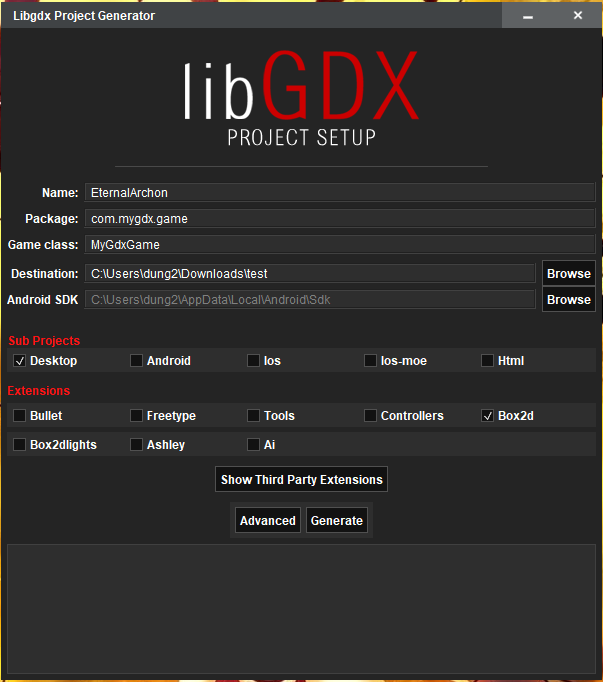 Libgdx Project Generator
libGDX
PROJECT SETUP
Name: EternalArchon
Package: com.mygdx.game
Game class: MyGdxGame
Destination: C:\Users\dung2\Downloads\test Browse
Android SDK C:\Users\dung2\AppData\Local\Android\Sdk Browse
Sub Projects
Desktop Android Ios Ios-moe Html
Extensions
Bullet Freetype Tools Controllers Box2d
Box2dlights Ashley Ai
Show Third Party Extensions
Advanced Generate